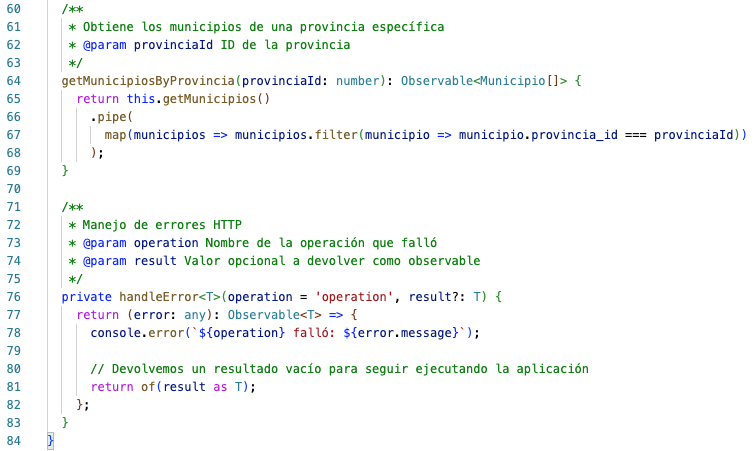 60 /**
61  * Obtiene los municipios de una provincia específica
62  * @param provinciaId ID de la provincia
63  */
64 getMunicipiosByProvincia(provinciaId: number): Observable<Municipio[]> {
65   return this.getMunicipios()
66     .pipe(
67       map(municipios => municipios.filter(municipio => municipio.provincia_id === provinciaId))
68     );
69 }
70
71 /**
72  * Manejo de errores HTTP
73  * @param operation Nombre de la operación que falló
74  * @param result Valor opcional a devolver como observable
75  */
76 private handleError<T>(operation = 'operation', result?: T) {
77   return (error: any): Observable<T> => {
78     console.error(`${operation} falló: ${error.message}`);
79
80     // Devolvemos un resultado vacío para seguir ejecutando la aplicación
81     return of(result as T);
82   };
83 }
84 }